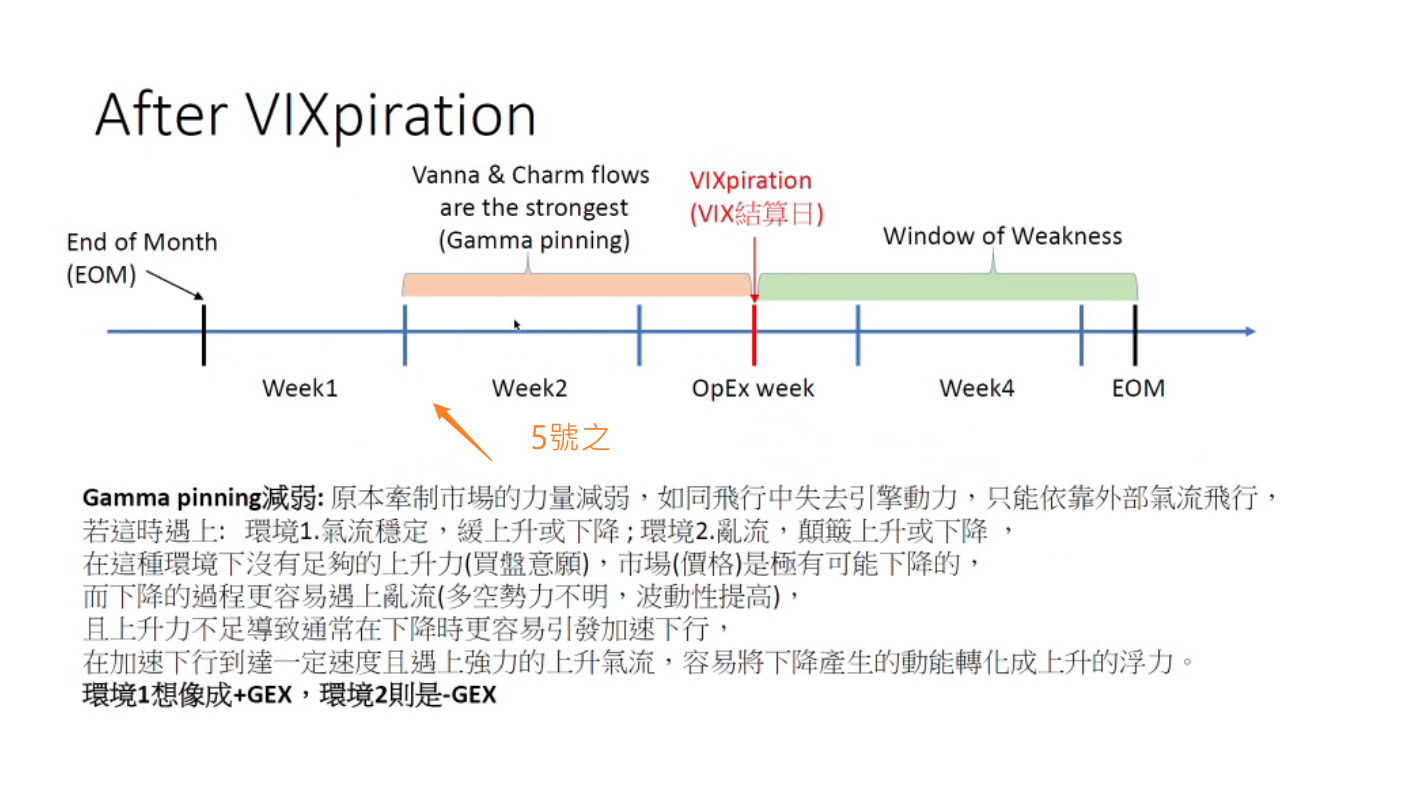 After VIXpiration
Vanna & Charm flows
are the strongest
(Gamma pinning)
VIXpiration
(VIX結算日)
End of Month
(EOM)
Window of Weakness
Week1
Week2
OpEx week
Week4
EOM
5號之
Gamma pinning減弱: 原本牽制市場的力量減弱，如同飛行中失去引擎動力，只能依靠外部氣流飛行，
若這時遇上: 環境1.氣流穩定，緩上升或下降 ; 環境2.亂流，顛簸上升或下降 ，
在這種環境下沒有足夠的上升力(買盤意願)，市場(價格)是極有可能下降的，
而下降的過程更容易遇上亂流(多空勢力不明，波動性提高)，
且上升力不足導致通常在下降時更容易引發加速下行，
在加速下行到達一定速度且遇上強力的上升氣流，容易將下降產生的動能轉化成上升的浮力。
環境1想像成+GEX，環境2則是-GEX